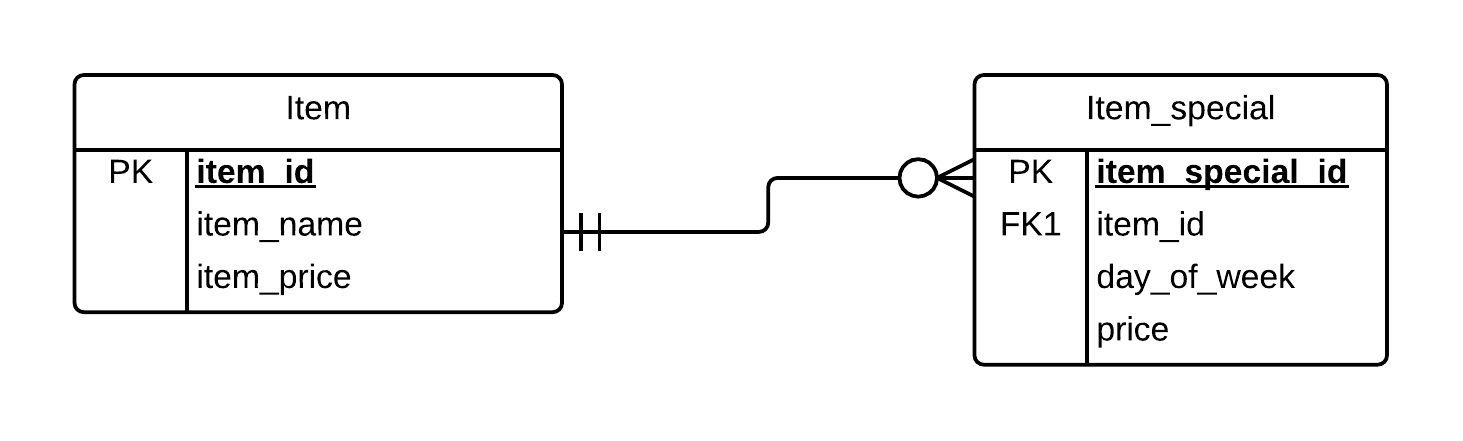 Item
PK item_id
item_name
item_price
Item_special
PK item_special_id
FK1 item_id
day_of_week
price